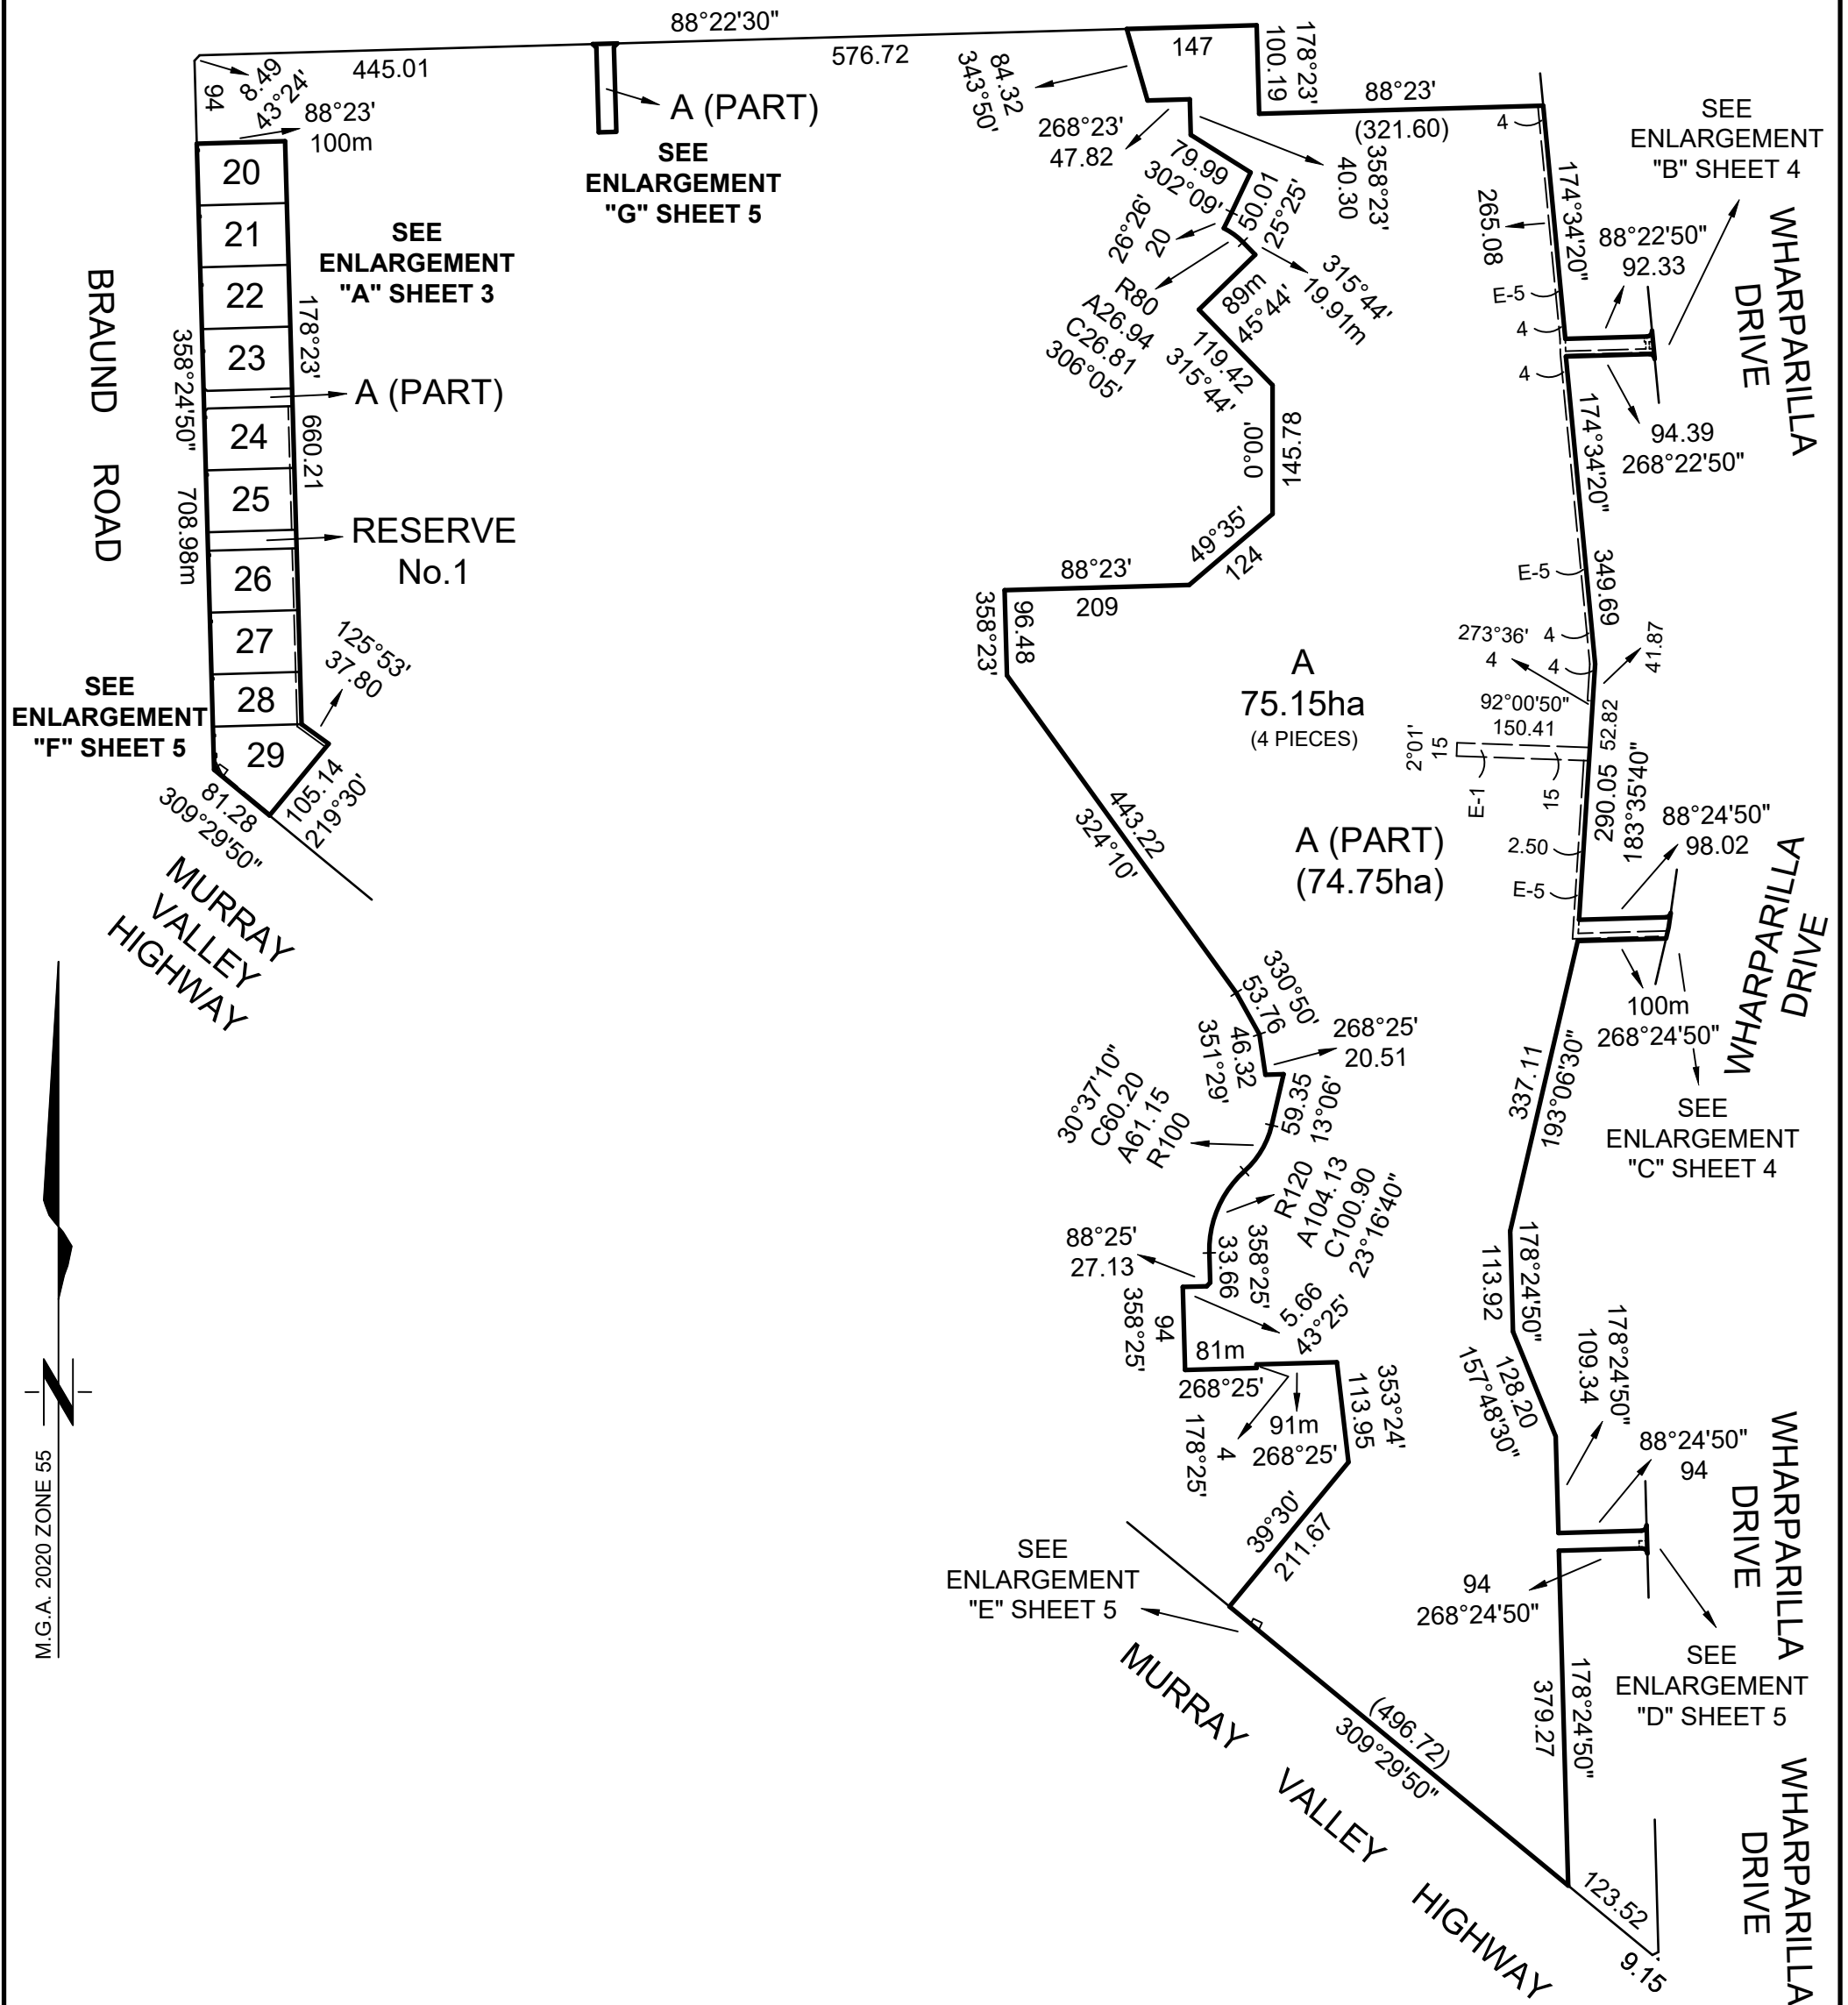 88°22'30"
445.01
576.72
8.49
43°24'
94
88°23'
100m
20
21
22
23
24
25
26
27
28
29
A (PART)
SEE
ENLARGEMENT
"G" SHEET 5
SEE
ENLARGEMENT
"A" SHEET 3
BRAUND ROAD
358°24'50"
708.98m
178°23'
660.21
A (PART)
RESERVE
No.1
125°53'
37.80
SEE
ENLARGEMENT
"F" SHEET 5
81.28
309°29'50"
105.14
219°30'
MURRAY
VALLEY
HIGHWAY
M.G.A. 2020 ZONE 55
147
178°23'
100.19
84.32
343°50'
268°23'
47.82
358°23'
40.30
79.99
302°09'
50.01
25°25'
26°26'
20
R80
A26.94
C26.81
306°05'
315°44'
19.91m
89m
45°44'
119.42
315°44'
0°00'
145.78
49°35'
124
88°23'
209
358°23'
96.48
88°23'
(321.60)
4
SEE
ENLARGEMENT
"B" SHEET 4
WHARPARILLA
DRIVE
174°34'20"
265.08
88°22'50"
92.33
E-5
4
4
94.39
268°22'50"
174°34'20"
349.69
E-5
273°36'
4
4
4
41.87
92°00'50"
150.41
52.82
2°01'
15
E-1
15
290.05
183°35'40"
2.50
E-5
A
75.15ha
(4 PIECES)
A (PART)
(74.75ha)
443.22
324°10'
88°24'50"
98.02
WHARPARILLA
DRIVE
100m
268°24'50"
SEE
ENLARGEMENT
"C" SHEET 4
330°50'
53.76
351°29'
46.32
268°25'
20.51
30°37'10"
C60.20
A61.15
R100
59.35
13°06'
R120
A104.13
C100.90
23°16'40"
88°25'
27.13
358°25'
33.66
5.66
43°25'
358°25'
94
81m
268°25'
178°25'
4
91m
268°25'
353°24'
113.95
39°30'
211.67
337.11
193°06'30"
178°24'50"
113.92
128.20
157°48'30"
178°24'50"
109.34
88°24'50"
94
WHARPARILLA
DRIVE
94
268°24'50"
SEE
ENLARGEMENT
"D" SHEET 5
SEE
ENLARGEMENT
"E" SHEET 5
178°24'50"
379.27
(496.72)
309°29'50"
MURRAY VALLEY HIGHWAY
WHARPARILLA
DRIVE
123.52
9.15